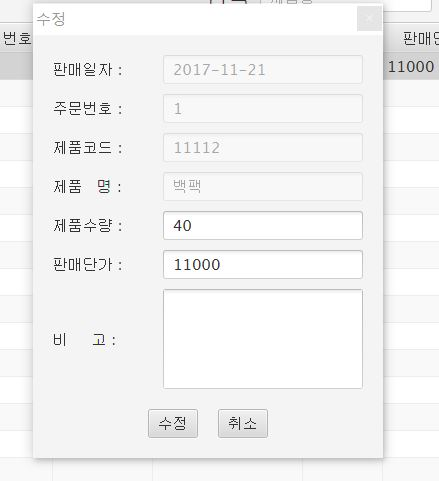 수정
번호
판매단
11000
판매일자 : 2017-11-21
주문번호 : 1
제품코드 : 11112
제품 명 : 백팩
제품수량 : 40
판매단가 : 11000
비 고 :
수정 취소